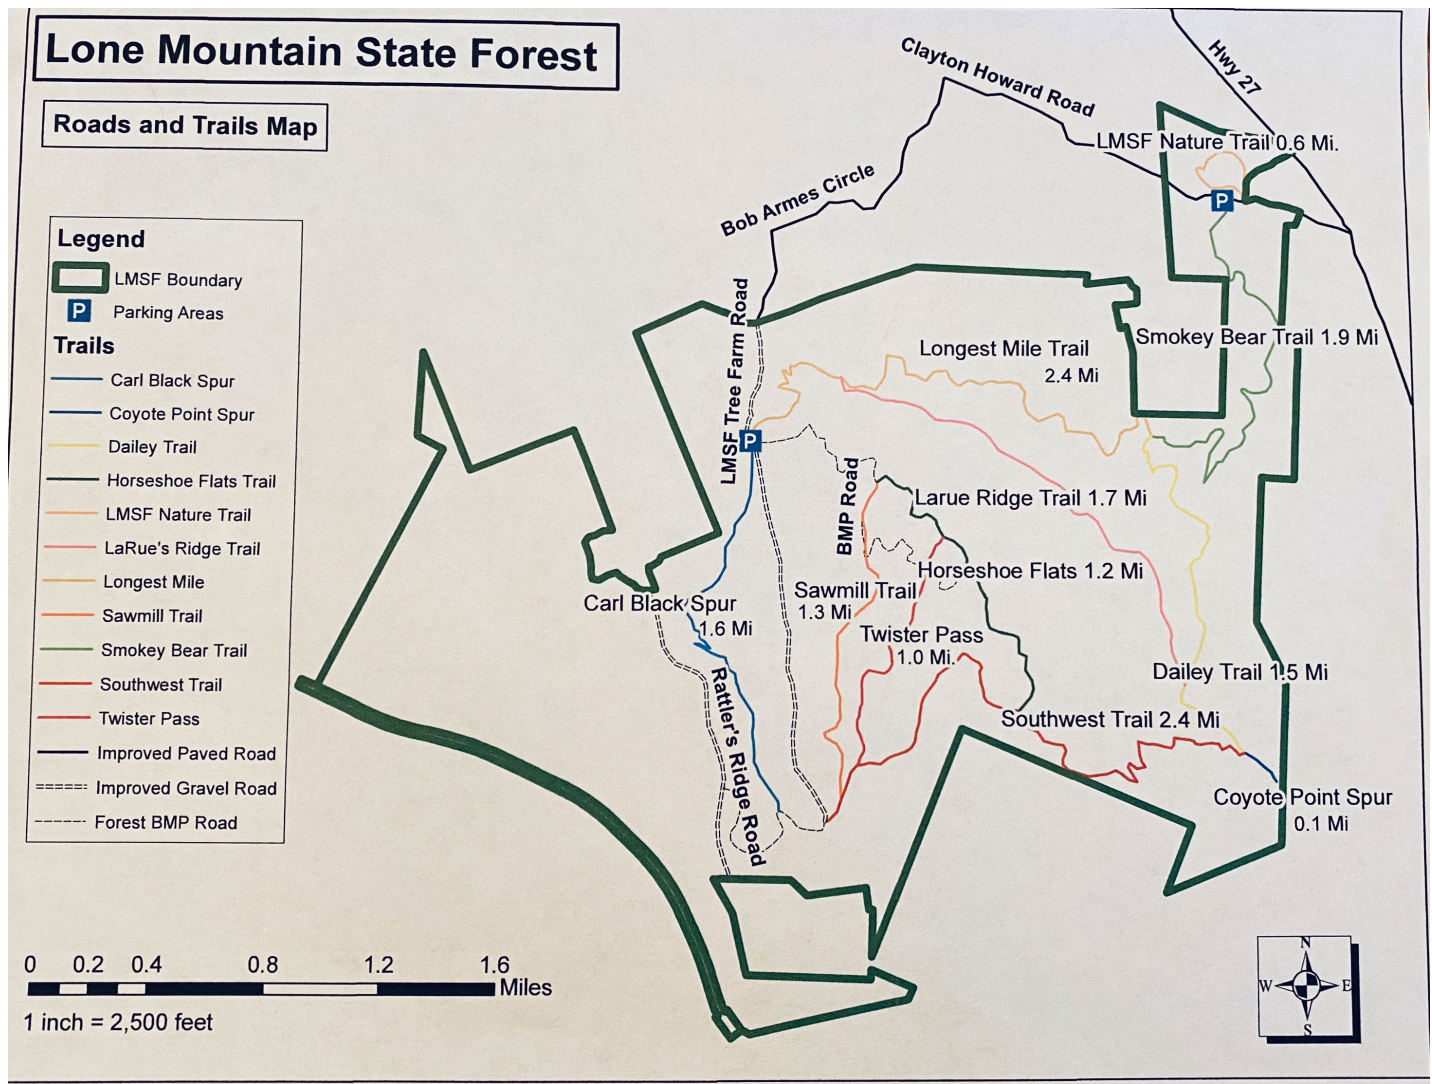 Lone Mountain State Forest
Roads and Trails Map
Legend
LMSF Boundary
P Parking Areas
Trails
Carl Black Spur
Coyote Point Spur
Dailey Trail
Horseshoe Flats Trail
LMSF Nature Trail
LaRue's Ridge Trail
Longest Mile
Sawmill Trail
Smokey Bear Trail
Southwest Trail
Twister Pass
Improved Paved Road
Improved Gravel Road
Forest BMP Road
Clayton Howard Road
Hwy 27
LMSF Nature Trail 0.6 Mi.
P
Bob Armes Circle
LMSF Tree Farm Road
Smokey Bear Trail 1.9 Mi
Longest Mile Trail
2.4 Mi
P
BMP Road
Larue Ridge Trail 1.7 Mi
Horseshoe Flats 1.2 Mi
Sawmill Trail
1.3 Mi
Carl Black Spur
1.6 Mi
Twister Pass
1.0 Mi.
Rattler's Ridge Road
Dailey Trail 1.5 Mi
Southwest Trail 2.4 Mi
Coyote Point Spur
0.1 Mi
0 0.2 0.4 0.8 1.2 1.6
Miles
1 inch = 2,500 feet
N
W E
S